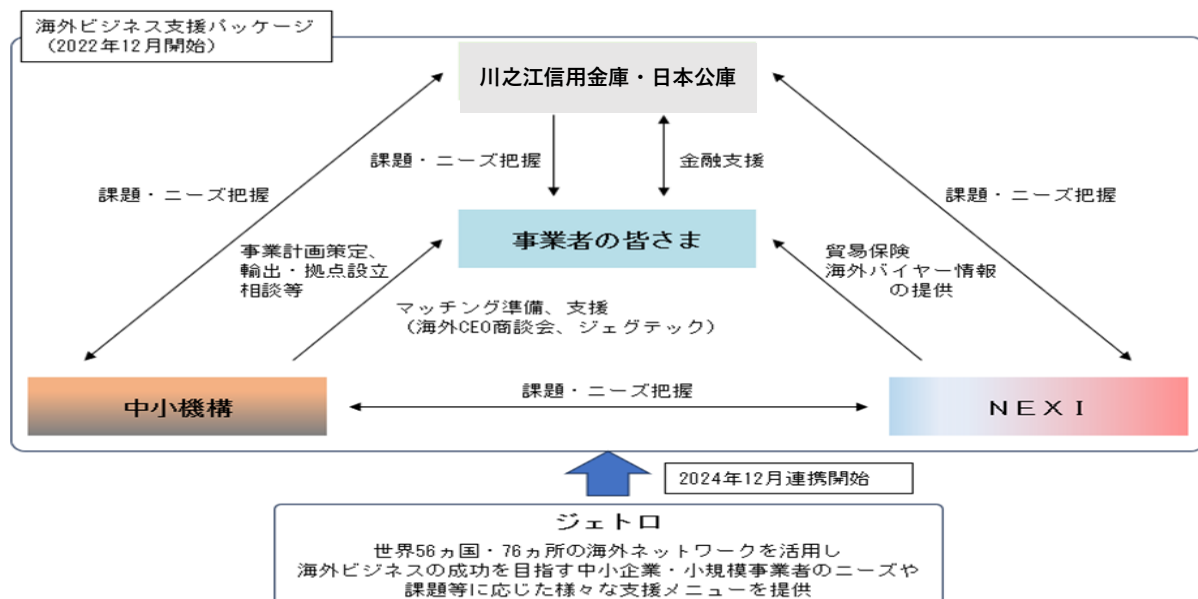 海外ビジネス支援パッケージ
（2022年12月開始）
川之江信用金庫・日本公庫
課題・ニーズ把握
金融支援
課題・ニーズ把握
課題・ニーズ把握
事業者の皆さま
事業計画策定、
輸出・拠点設立
相談等
貿易保険
海外バイヤー情報
の提供
マッチング準備、支援
（海外CEO商談会、ジェグテック）
中小機構
課題・ニーズ把握
ＮＥＸＩ
2024年12月連携開始
ジェトロ
世界56ヵ国・76ヵ所の海外ネットワークを活用し
海外ビジネスの成功を目指す中小企業・小規模事業者のニーズや
課題等に応じた様々な支援メニューを提供